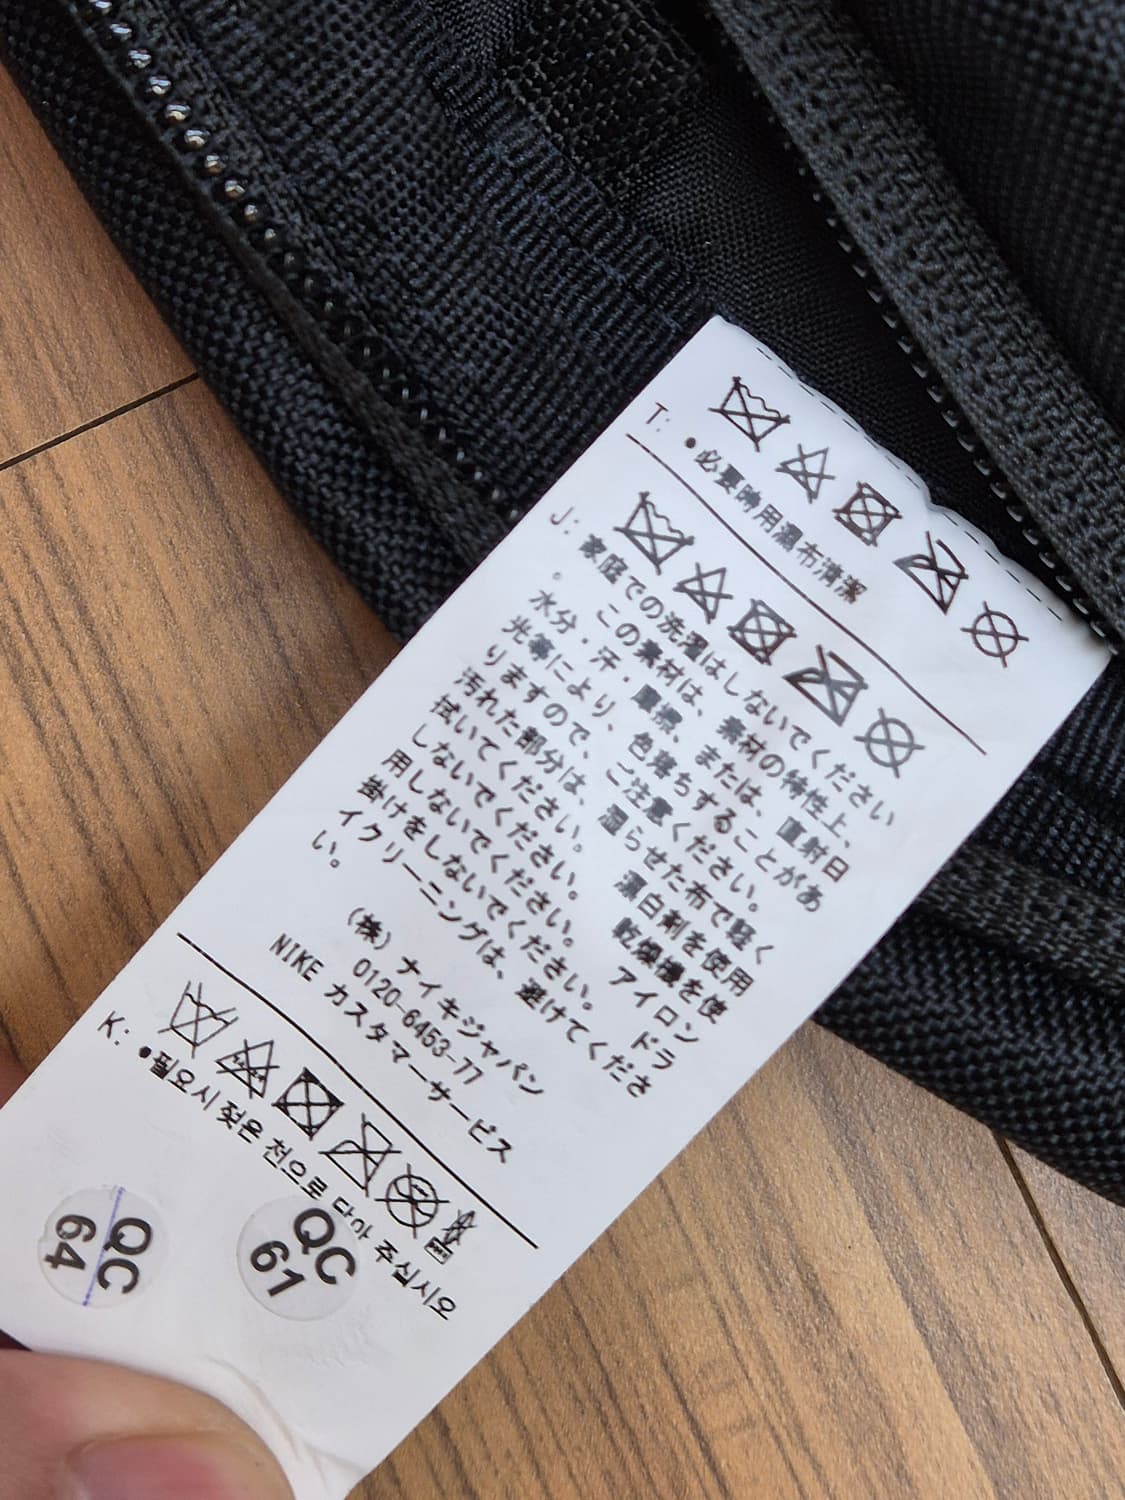 T:
•必要時用濕布清潔
J:
家庭での洗濯はしないでください
。 この素材は、素材の特性上、
水分・汗・摩擦、または、直射日
光等により、色落ちすることがあ
りますので、ご注意ください。
汚れた部分は、湿らせた布で軽く
拭いてください。 漂白剤を使用
しないでください。 乾燥機を使
用しないでください。 アイロン
掛けをしないでください。 ドラ
イクリーニングは、避けてくださ
い。
(株) ナイキジャパン
0120-6453-77
NIKE カスタマーサービス
K:
•필요시 젖은 천으로 닦아 주십시오
QC
61
QC
64